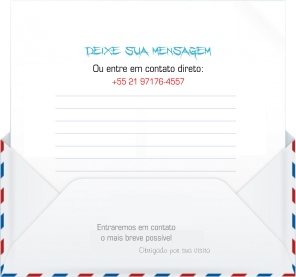 DEIXE SUA MENSAGEM
Ou entre em contato direto:
+55 21 97176-4557
Entraremos em contato
o mais breve possível
Obrigado por sua visita